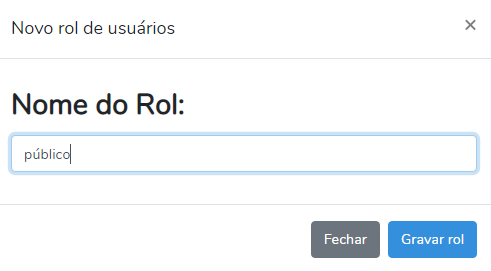 Novo rol de usuários ×
Nome do Rol:
público
Fechar Gravar rol